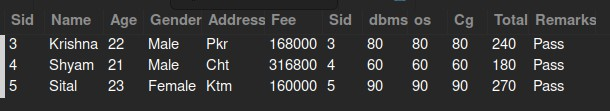 Sid Name Age Gender Address Fee Sid dbms os Cg Total Remarks
3 Krishna 22 Male Pkr 168000 3 80 80 80 240 Pass
4 Shyam 21 Male Cht 316800 4 60 60 60 180 Pass
5 Sital 23 Female Ktm 160000 5 90 90 90 270 Pass